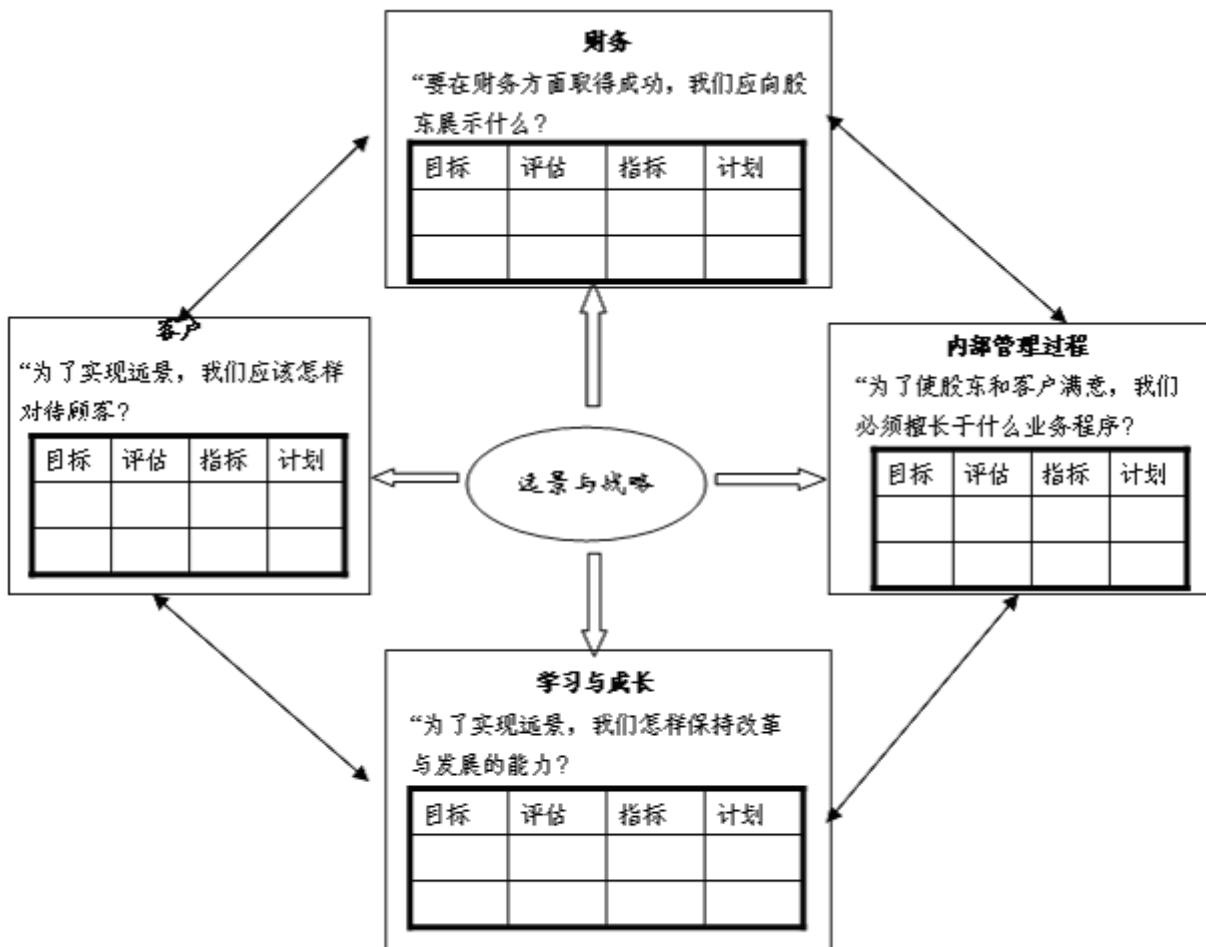 财务
“要在财务方面取得成功，我们应向股
东展示什么?
目标 评估 指标 计划
客户
“为了实现远景，我们应该怎样
对待顾客?
目标 评估 指标 计划
内部管理过程
“为了使股东和客户满意，我们
必须擅长于什么业务程序?
目标 评估 指标 计划
远景与战略
学习与成长
“为了实现远景，我们怎样保持改革
与发展的能力?
目标 评估 指标 计划